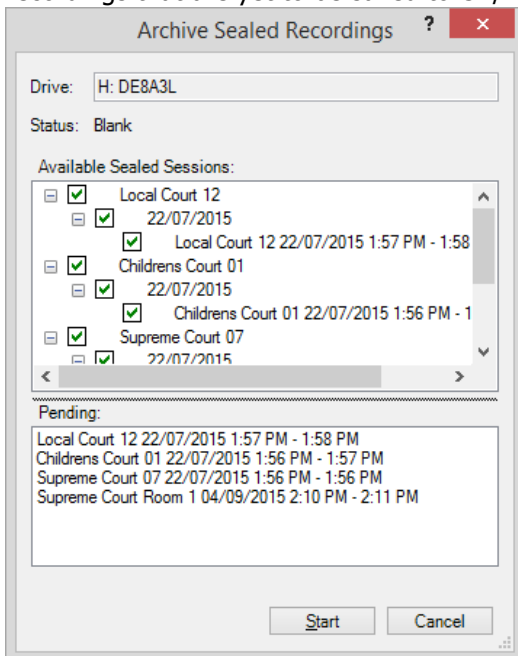 Archive Sealed Recordings ? ×
Drive: H: DE8A3L
Status: Blank
Available Sealed Sessions:
Local Court 12
22/07/2015
Local Court 12 22/07/2015 1:57 PM - 1:58
Childrens Court 01
22/07/2015
Childrens Court 01 22/07/2015 1:56 PM - 1
Supreme Court 07
22/07/2015
Pending:
Local Court 12 22/07/2015 1:57 PM - 1:58 PM
Childrens Court 01 22/07/2015 1:56 PM - 1:57 PM
Supreme Court 07 22/07/2015 1:56 PM - 1:56 PM
Supreme Court Room 1 04/09/2015 2:10 PM - 2:11 PM
Start Cancel